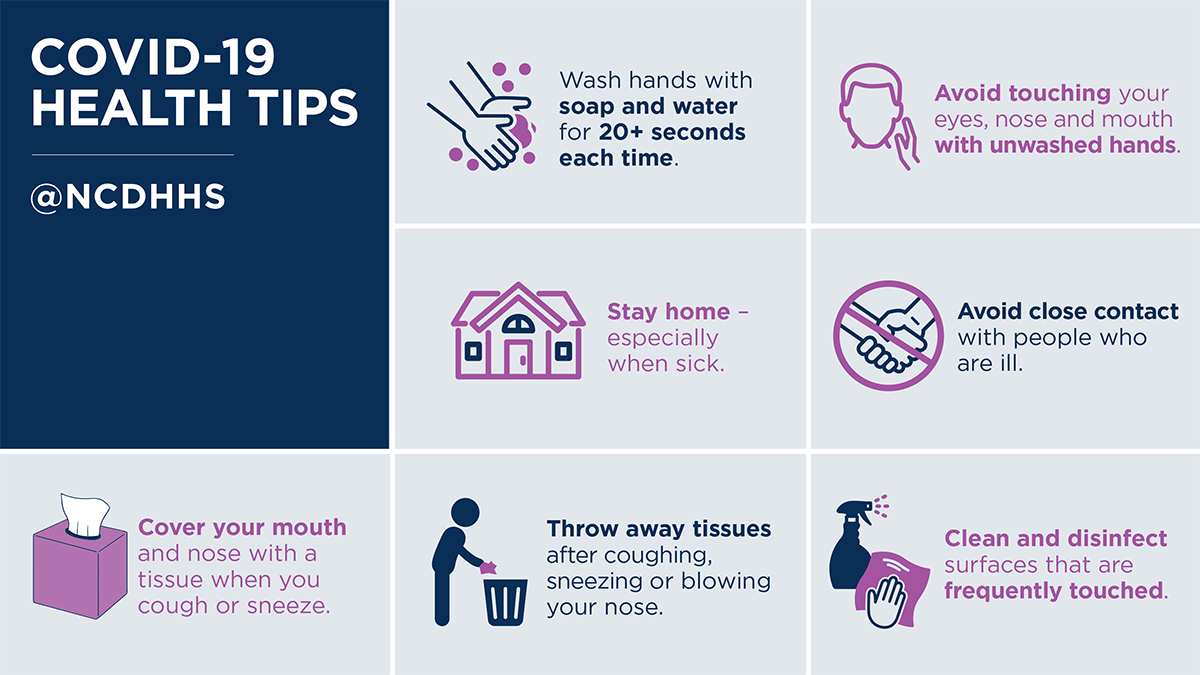 COVID-19
HEALTH TIPS
@NCDHHS
Wash hands with
soap and water
for 20+ seconds
each time.
Avoid touching your
eyes, nose and mouth
with unwashed hands.
Stay home –
especially
when sick.
Avoid close contact
with people who
are ill.
Cover your mouth
and nose with a
tissue when you
cough or sneeze.
Throw away tissues
after coughing,
sneezing or blowing
your nose.
Clean and disinfect
surfaces that are
frequently touched.